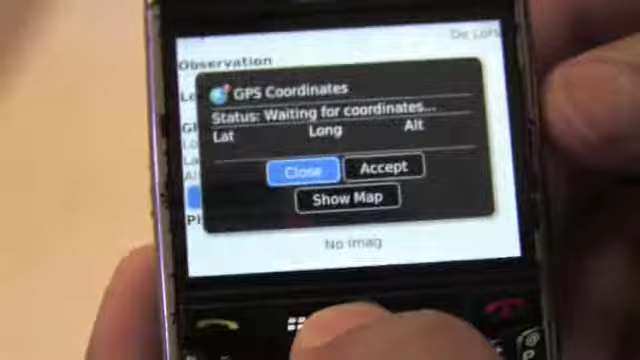 Observation
GPS Coordinates
Status: Waiting for coordinates...
Lat Long Alt
Close Accept
Show Map
No Imag